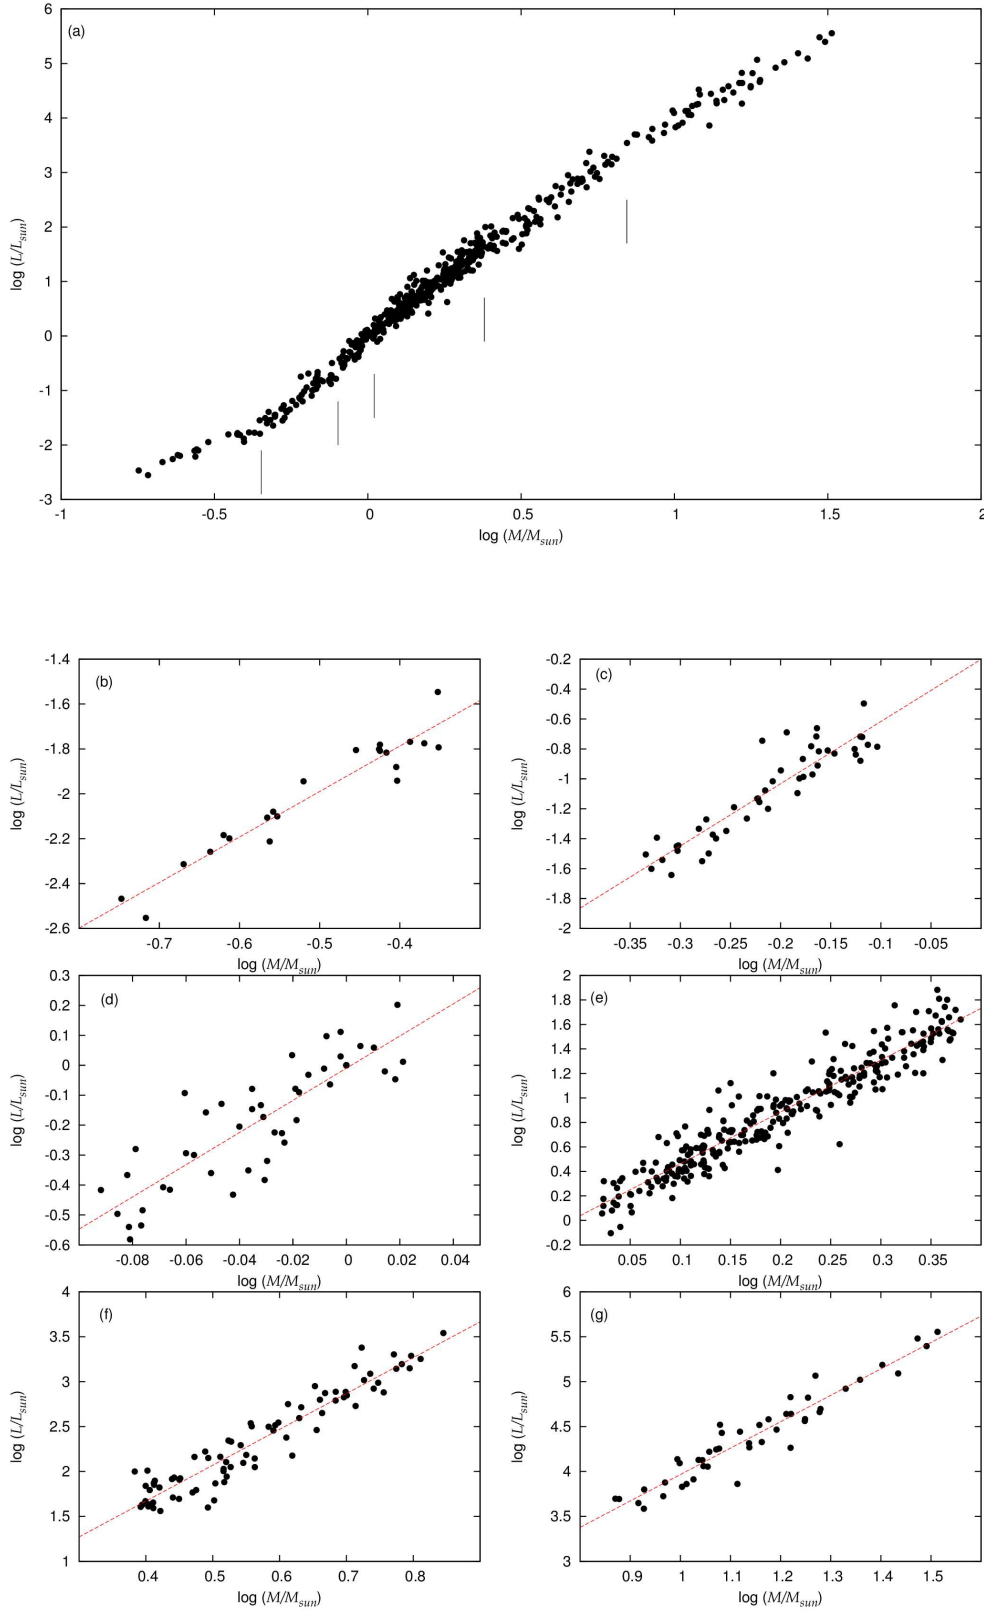 (a)
6
5
4
3
2
1
0
-1
-2
-3
log (L/Lsun)
-1 -0.5 0 0.5 1 1.5 2
log (M/Msun)
(b)
-1.4
-1.6
-1.8
-2
-2.2
-2.4
-2.6
log (L/Lsun)
-0.7 -0.6 -0.5 -0.4
log (M/Msun)
(c)
-0.2
-0.4
-0.6
-0.8
-1
-1.2
-1.4
-1.6
-1.8
-2
log (L/Lsun)
-0.35 -0.3 -0.25 -0.2 -0.15 -0.1 -0.05
log (M/Msun)
(d)
0.3
0.2
0.1
0
-0.1
-0.2
-0.3
-0.4
-0.5
-0.6
log (L/Lsun)
-0.08 -0.06 -0.04 -0.02 0 0.02 0.04
log (M/Msun)
(e)
2
1.8
1.6
1.4
1.2
1
0.8
0.6
0.4
0.2
0
-0.2
log (L/Lsun)
0.05 0.1 0.15 0.2 0.25 0.3 0.35
log (M/Msun)
(f)
4
3.5
3
2.5
2
1.5
1
log (L/Lsun)
0.4 0.5 0.6 0.7 0.8
log (M/Msun)
(g)
6
5.5
5
4.5
4
3.5
3
log (L/Lsun)
0.9 1 1.1 1.2 1.3 1.4 1.5
log (M/Msun)